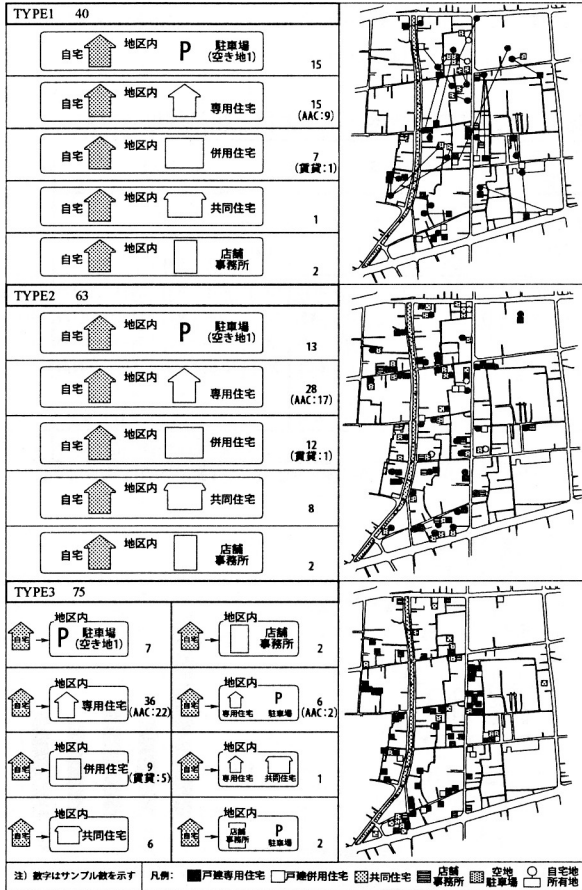 TYPE1 40
自宅 地区内 P 駐車場
(空き地1)
15
自宅 地区内 専用住宅
15
(AAC:9)
自宅 地区内 併用住宅
7
(賃貸:1)
自宅 地区内 共同住宅
1
自宅 地区内 店舗
事務所
2
TYPE2 63
自宅 地区内 P 駐車場
(空き地1)
13
自宅 地区内 専用住宅
28
(AAC:17)
自宅 地区内 併用住宅
12
(賃貸:1)
自宅 地区内 共同住宅
8
自宅 地区内 店舗
事務所
2
TYPE3 75
地区内
自宅 P 駐車場
(空き地1)
7
地区内
自宅 店舗
事務所
2
地区内
自宅 専用住宅
36
(AAC:22)
地区内
自宅 P
専用住宅 駐車場
6
(AAC:2)
地区内
自宅 併用住宅
9
(賃貸:5)
地区内
自宅
専用住宅 共同住宅
1
地区内
自宅 共同住宅
6
地区内
自宅 店舗
事務所 P
駐車場
2
注) 数字はサンプル数を示す 凡例: 戸建専用住宅 戸建併用住宅 共同住宅 店舗
事務所 空地
駐車場 自宅地
所有地